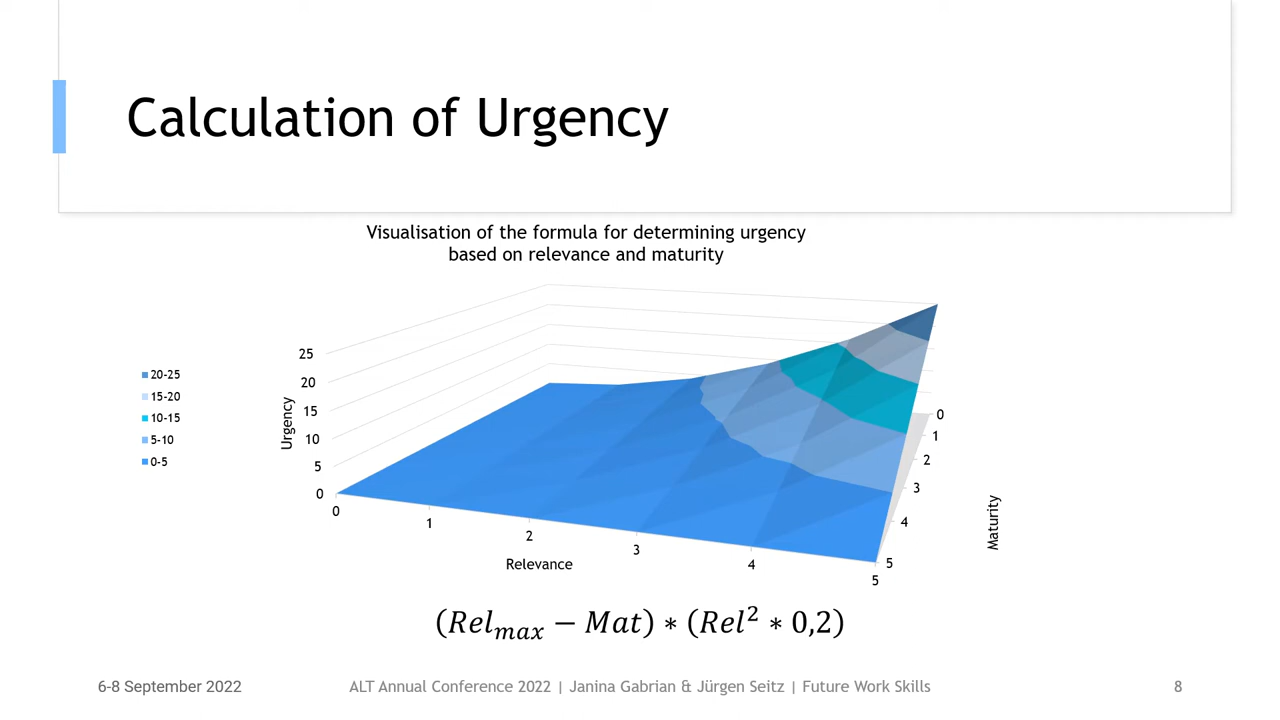 Calculation of Urgency
Visualisation of the formula for determining urgency
based on relevance and maturity
20-25
15-20
10-15
5-10
0-5
Urgency
25
20
15
10
5
0
0
1
2
3
4
5
Relevance
0
1
2
3
4
5
Maturity
(Rel_max − Mat) ∗ (Rel² ∗ 0,2)
6-8 September 2022
ALT Annual Conference 2022 | Janina Gabrian & Jürgen Seitz | Future Work Skills
8